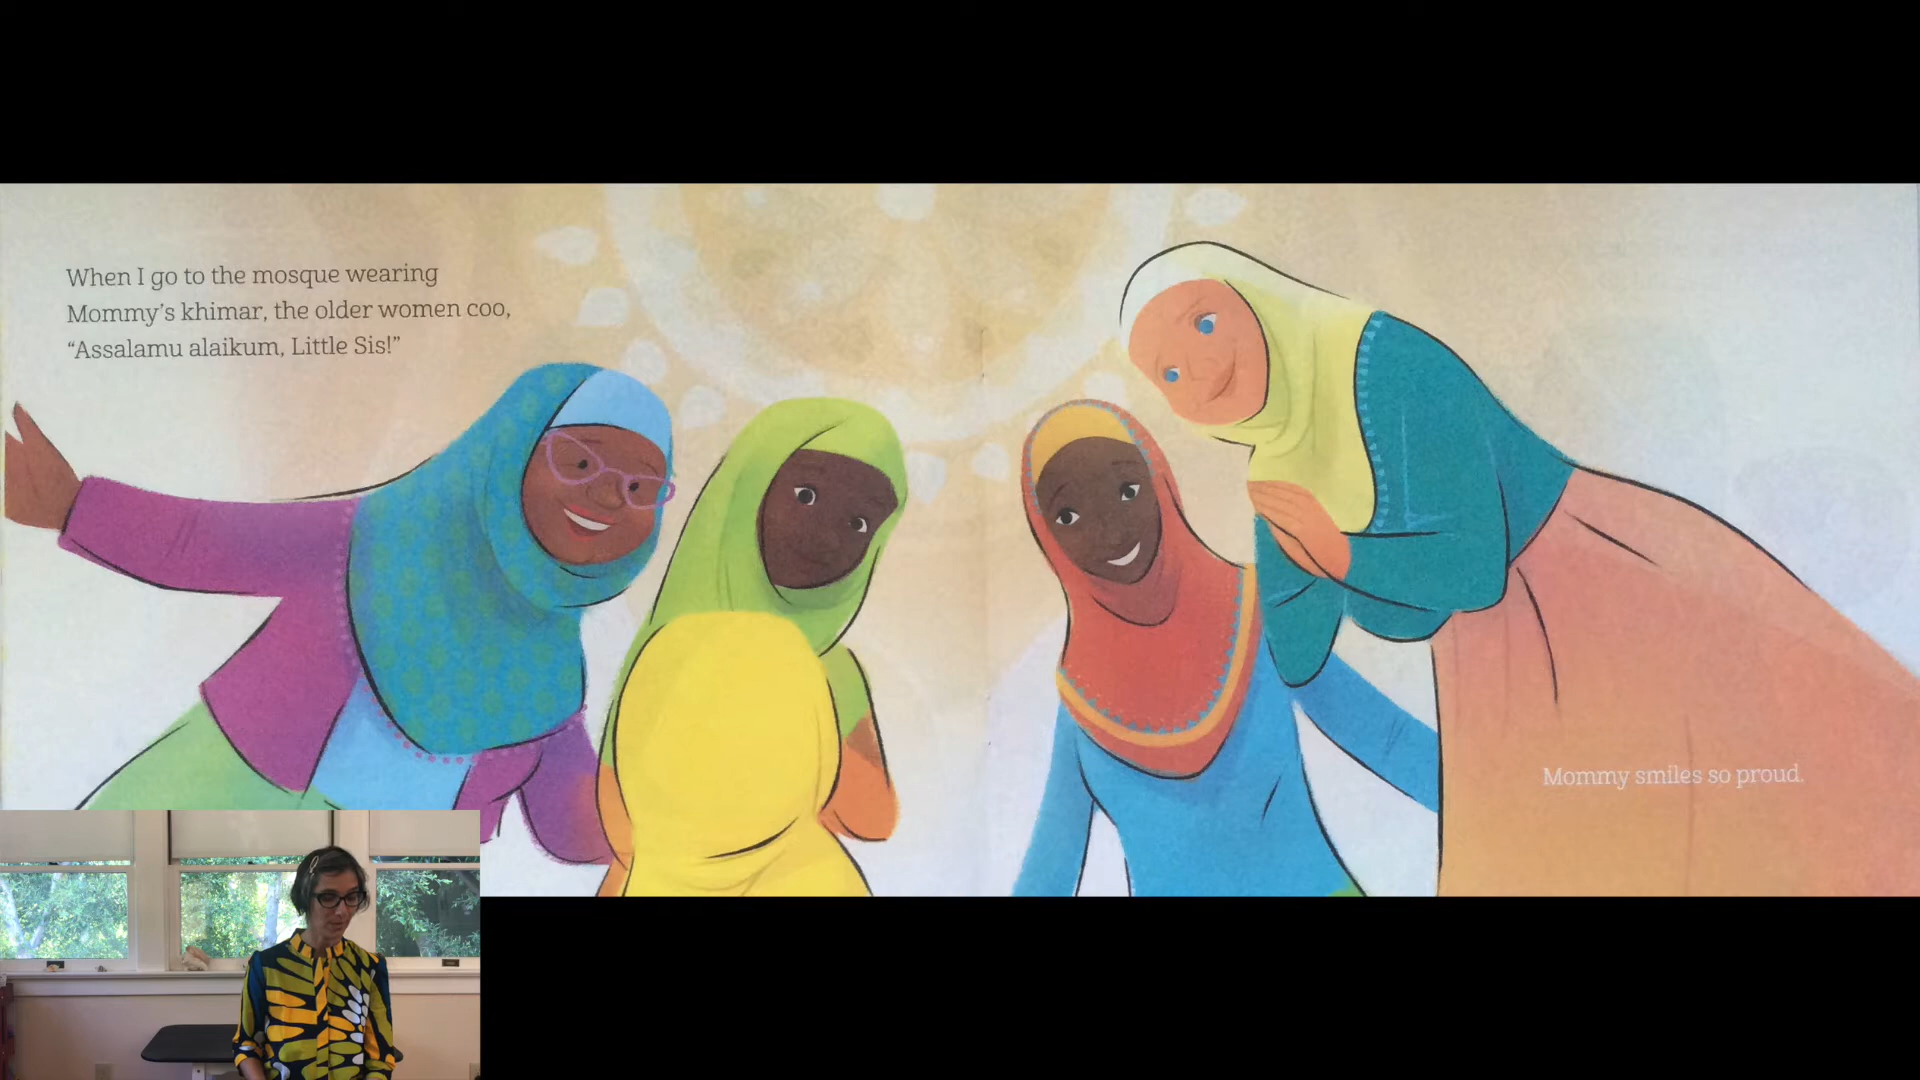 When I go to the mosque wearing
Mommy's khimar, the older women coo,
"Assalamu alaikum, Little Sis!"
Mommy smiles so proud.